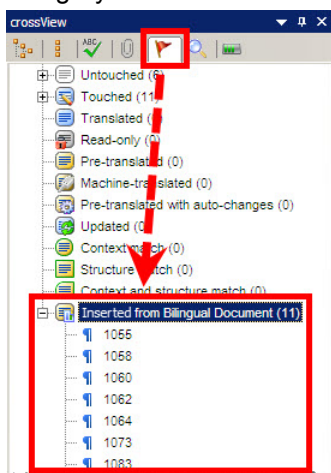 crossView
ABC
Untouched (6)
Touched (11)
Translated (
Read-only (0)
Pre-translated (0)
Machine-translated (0)
Pre-translated with auto-changes (0)
Updated (0)
Context match (0)
Structure match (0)
Context and structure match (0)
Inserted from Bilingual Document (11)
1055
1058
1060
1062
1064
1073
1083